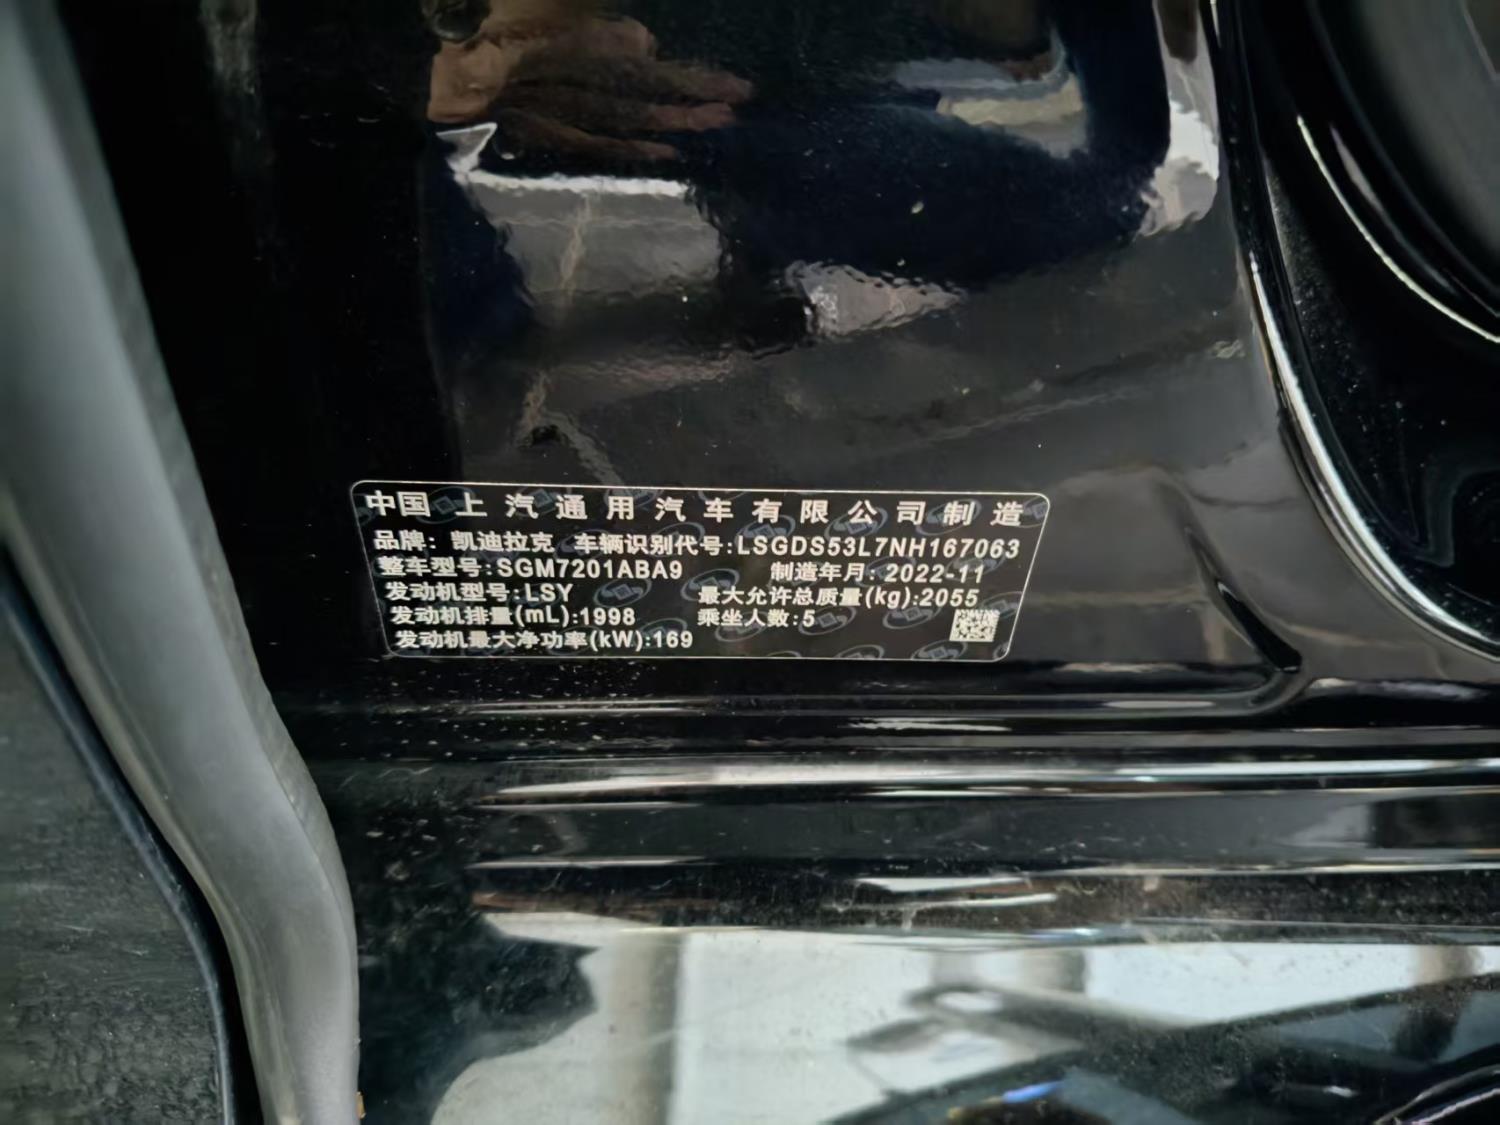 中国 上汽通用汽车有限公司制造
品牌: 凯迪拉克 车辆识别代号:LSGDS53L7NH167063
整车型号:SGM7201ABA9 制造年月: 2022-11
发动机型号:LSY 最大允许总质量(kg):2055
发动机排量(mL):1998 乘坐人数:5
发动机最大净功率(kW):169